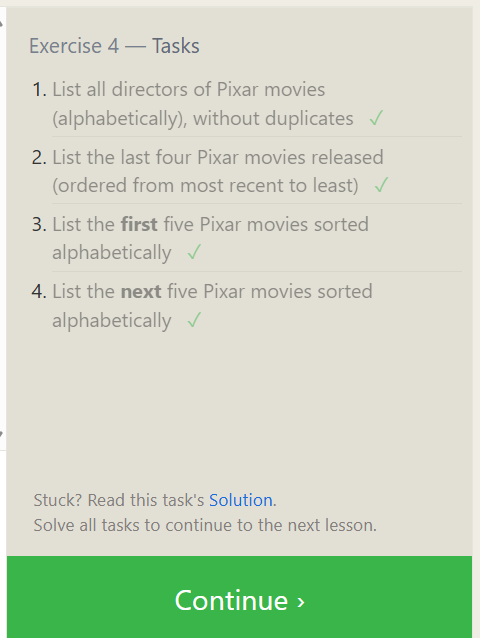 Exercise 4 — Tasks
1. List all directors of Pixar movies
(alphabetically), without duplicates ✓
2. List the last four Pixar movies released
(ordered from most recent to least) ✓
3. List the first five Pixar movies sorted
alphabetically ✓
4. List the next five Pixar movies sorted
alphabetically ✓
Stuck? Read this task's Solution.
Solve all tasks to continue to the next lesson.
Continue ›